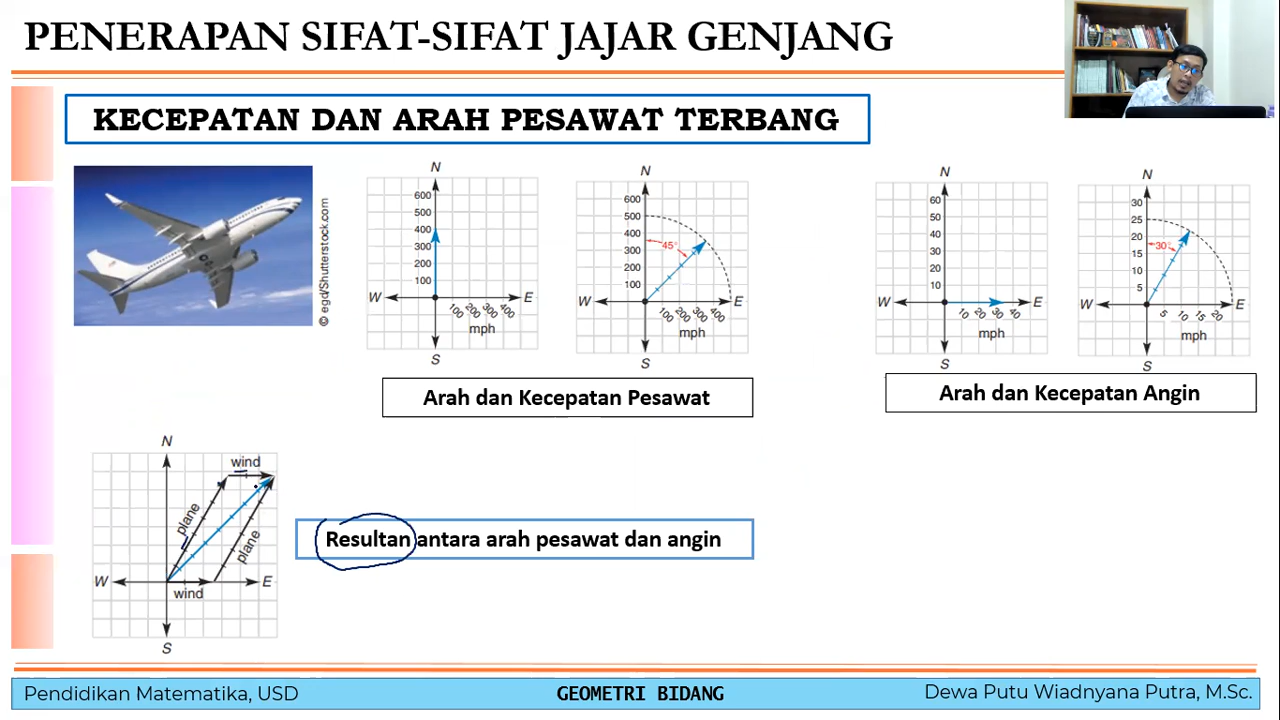 PENERAPAN SIFAT-SIFAT JAJAR GENJANG
KECEPATAN DAN ARAH PESAWAT TERBANG
© egd/Shutterstock.com
N
600
500
400
300
200
100
W
E
100 200 300 400
mph
S
N
600
500
400
300
200
100
45°
W
E
100 200 300 400
mph
S
Arah dan Kecepatan Pesawat
N
60
50
40
30
20
10
W
E
10 20 30 40
mph
S
N
30
25
20
15
10
5
30°
W
E
5 10 15 20
mph
S
Arah dan Kecepatan Angin
N
wind
plane
plane
W
E
wind
S
Resultan antara arah pesawat dan angin
Pendidikan Matematika, USD
GEOMETRI BIDANG
Dewa Putu Wiadnyana Putra, M.Sc.